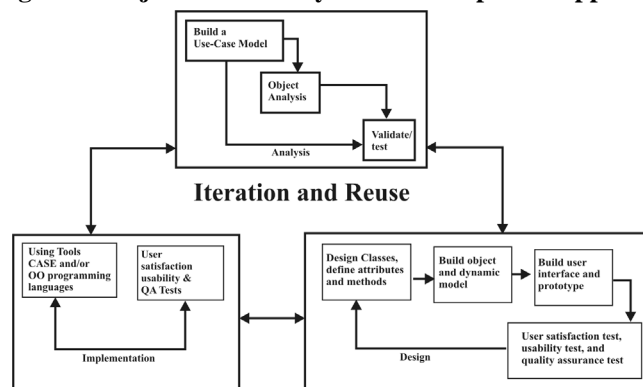 Build a
Use-Case Model
Object
Analysis
Validate/
test
Analysis
Iteration and Reuse
Using Tools
CASE and/or
OO programming
languages
User
satisfaction
usability &
QA Tests
Implementation
Design Classes,
define attributes
and methods
Build object
and dynamic
model
Build user
interface and
prototype
User satisfaction test,
usability test, and
quality assurance test
Design